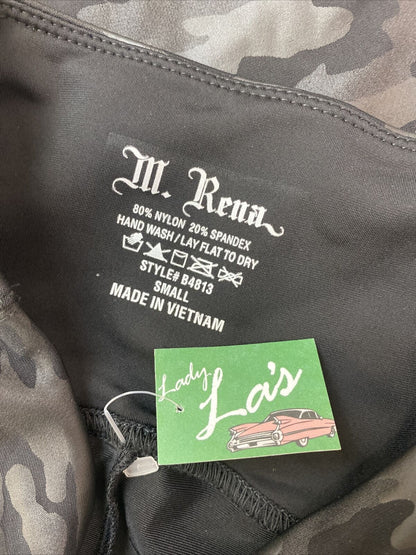 M. Rena
80% NYLON 20% SPANDEX
HAND WASH/LAY FLAT TO DRY
STYLE# B4813
SMALL
MADE IN VIETNAM
Lady
La's